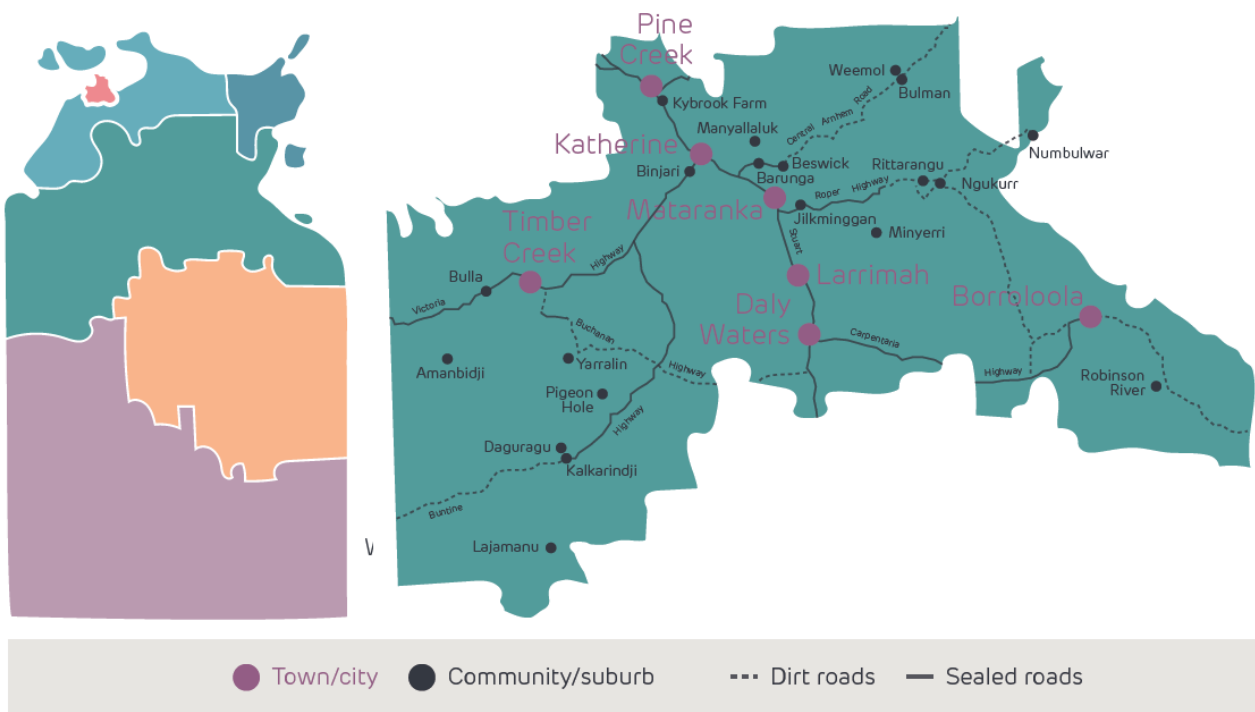 Pine
Creek
Weemol
Bulman
Kybrook Farm
Central Arnhem Road
Manyallaluk
Numbulwar
Katherine
Beswick
Rittarangu
Binjari
Barunga
Ngukurr
Roper Highway
Mataranka
Jilkminggan
Timber
Creek
Minyerri
Stuart
Highway
Bulla
Larrimah
Borroloola
Victoria
Daly
Waters
Buchanan
Carpentaria
Amanbidji
Yarralin
Highway
Highway
Robinson
River
Pigeon
Hole
Highway
Daguragu
Kalkarindji
Buntine
Lajamanu
Town/city
Community/suburb
Dirt roads
Sealed roads